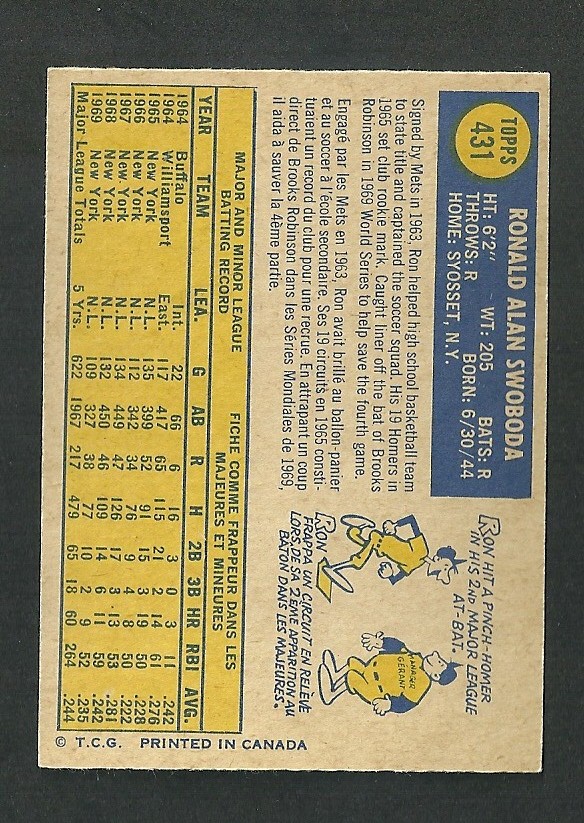 TOPPS
431
RONALD ALAN SWOBODA
HT: 6'2" WT: 205 BATS: R
THROWS: R BORN: 6/30/44
HOME: SYOSSET, N.Y.
Signed by Mets in 1963, Ron helped high school basketball team
to state title and captained the soccer squad. His 19 Homers in
1965 set club rookie mark. Caught liner off the bat of Brooks
Robinson in 1969 World Series to help save the fourth game.
Engagé par les Mets en 1963, Ron avait brillé au ballon-panier
et au soccer à l'école secondaire. Ses 19 circuits en 1965 consti-
tuaient un record du club pour une recrue. En attrapant un coup
direct de Brooks Robinson dans les Séries Mondiales de 1969,
il aida à sauver la 4ème partie.
RON HIT A PINCH-HOMER
IN HIS 2ND MAJOR LEAGUE
AT-BAT.
MANAGER
GÉRANT
RON
FRAPPA UN CIRCUIT EN RELÈVE
LORS DE SA 2ÈME APPARITION AU
BATON DANS LES MAJEURES.
MAJOR AND MINOR LEAGUE
BATTING RECORD
FICHE COMME FRAPPEUR DANS LES
MAJEURES ET MINEURES
YEAR TEAM LEA. G AB R H 2B 3B HR RBI AVG.
1964 Buffalo Int. 22 66 6 16 3 0 3 11 .242
1964 Williamsport East. 117 417 65 115 21 2 14 61 .276
1965 New York N.L. 135 399 52 91 15 3 19 50 .228
1966 New York N.L. 112 342 34 76 9 4 8 50 .222
1967 New York N.L. 134 449 47 126 17 3 13 53 .281
1968 New York N.L. 132 450 46 109 14 6 11 59 .242
1969 New York N.L. 109 327 38 77 10 2 9 52 .235
Major League Totals 5 Yrs. 622 1967 217 479 65 18 60 264 .244
© T.C.G. PRINTED IN CANADA